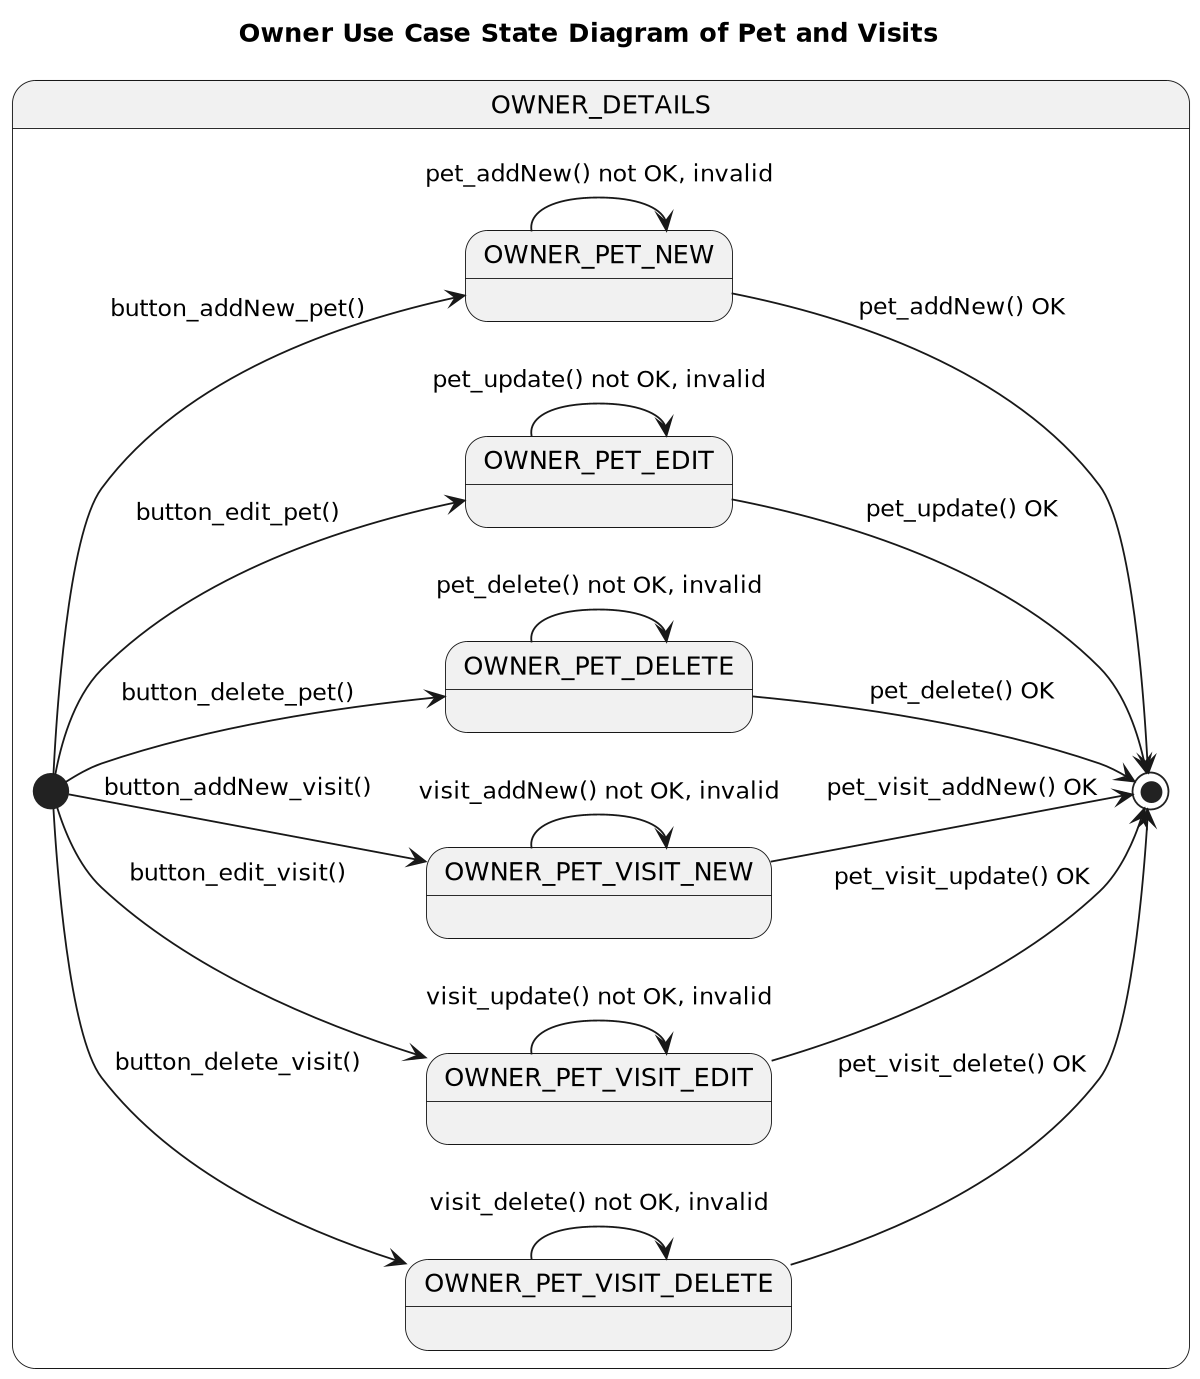 Owner Use Case State Diagram of Pet and Visits
OWNER_DETAILS
pet_addNew() not OK, invalid
OWNER_PET_NEW
button_addNew_pet()
pet_addNew() OK
pet_update() not OK, invalid
OWNER_PET_EDIT
button_edit_pet()
pet_update() OK
pet_delete() not OK, invalid
OWNER_PET_DELETE
button_delete_pet()
pet_delete() OK
button_addNew_visit()
visit_addNew() not OK, invalid
pet_visit_addNew() OK
OWNER_PET_VISIT_NEW
button_edit_visit()
pet_visit_update() OK
visit_update() not OK, invalid
OWNER_PET_VISIT_EDIT
button_delete_visit()
pet_visit_delete() OK
visit_delete() not OK, invalid
OWNER_PET_VISIT_DELETE